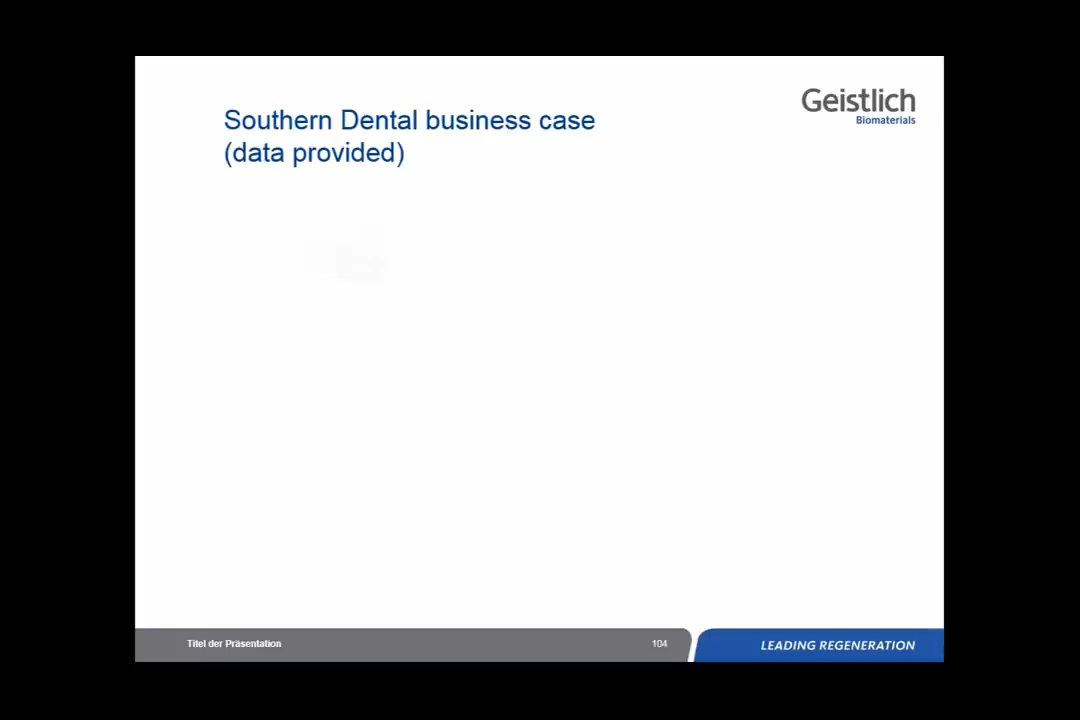 Geistlich
Biomaterials
Southern Dental business case
(data provided)
Titel der Präsentation
104
LEADING REGENERATION